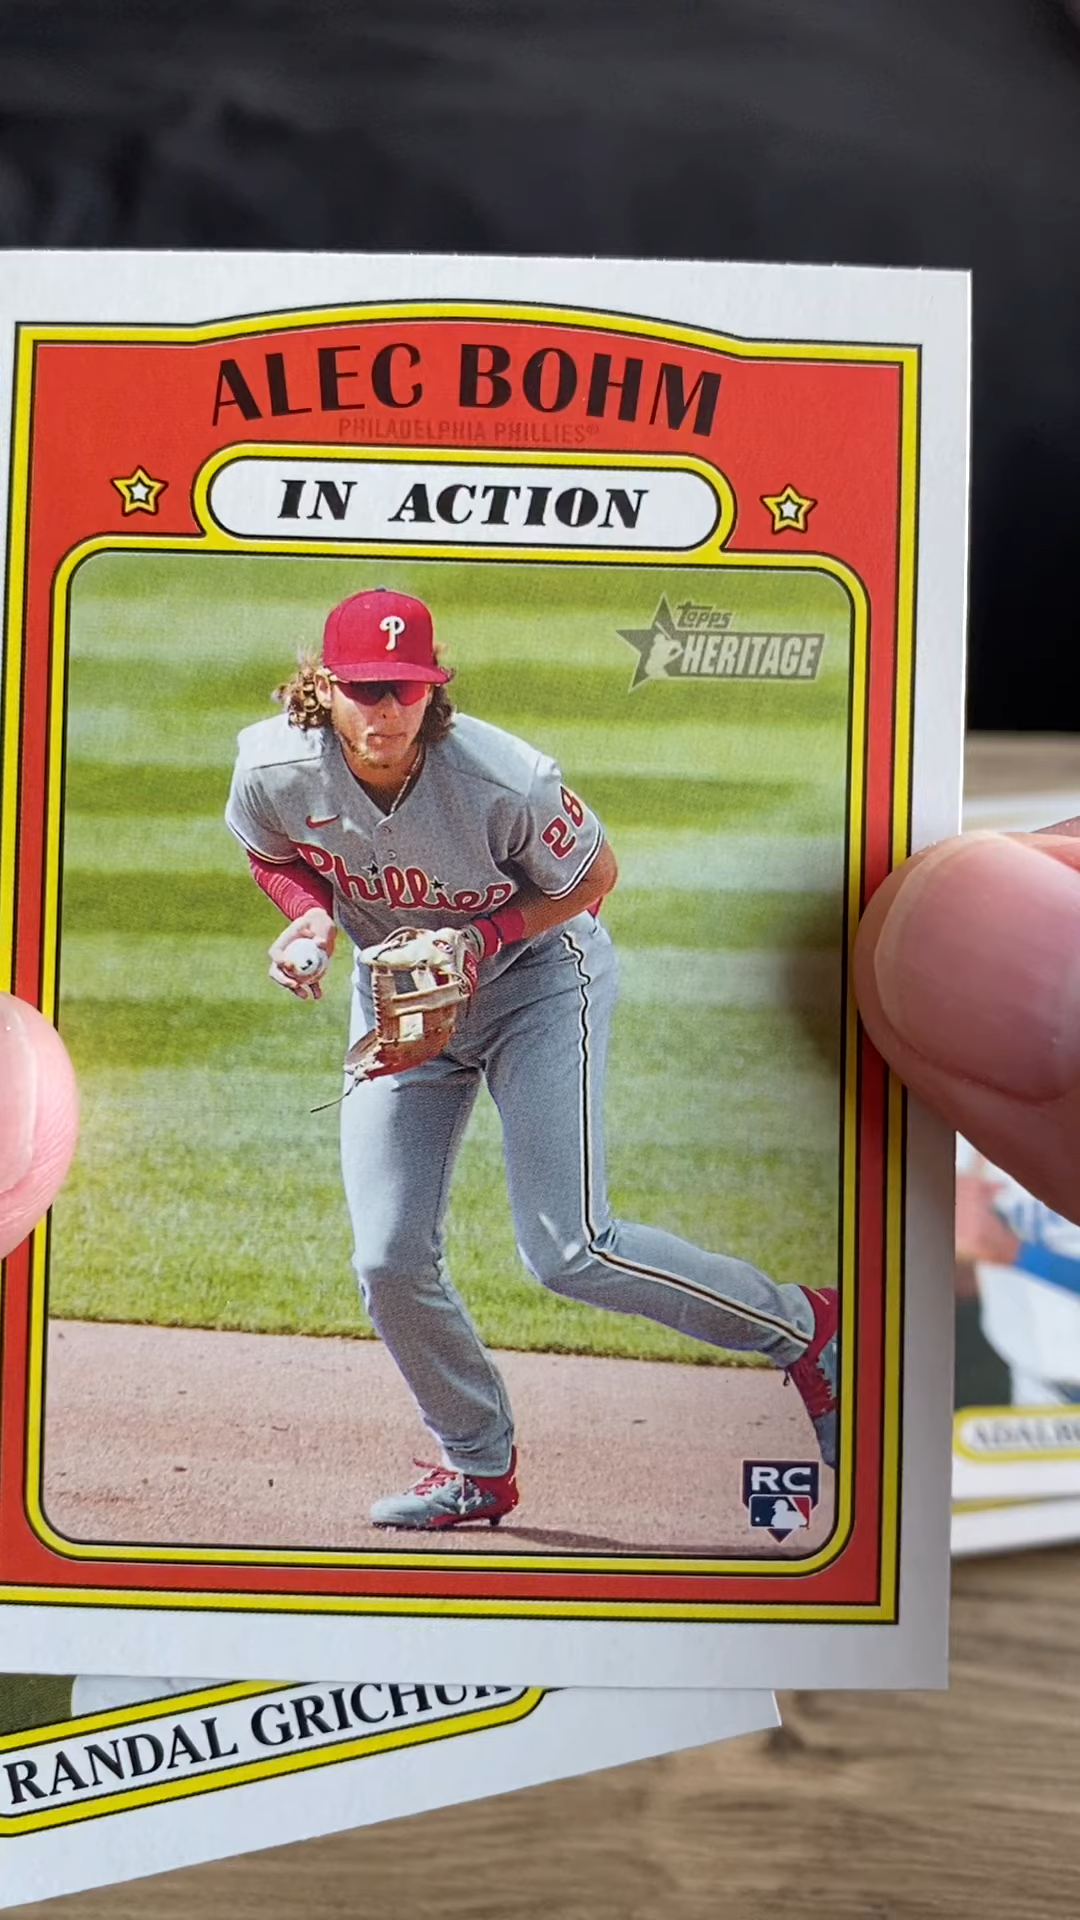 ALEC BOHM
PHILADELPHIA PHILLIES®
IN ACTION
topps
HERITAGE
P
28
Phillies
RC
RANDAL GRICHUK